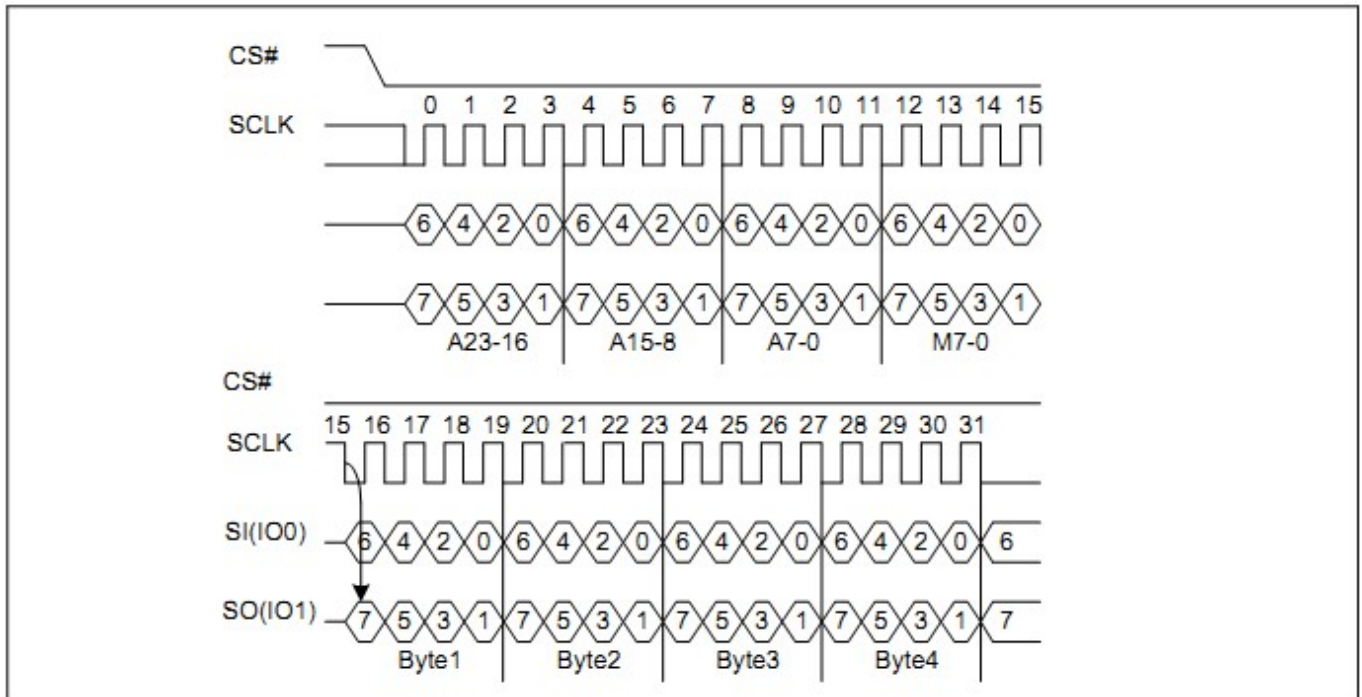 CS#
0 1 2 3 4 5 6 7 8 9 10 11 12 13 14 15
SCLK
6 4 2 0 6 4 2 0 6 4 2 0 6 4 2 0
7 5 3 1 7 5 3 1 7 5 3 1 7 5 3 1
A23-16 A15-8 A7-0 M7-0
CS#
15 16 17 18 19 20 21 22 23 24 25 26 27 28 29 30 31
SCLK
SI(IO0) 6 4 2 0 6 4 2 0 6 4 2 0 6 4 2 0 6
SO(IO1) 7 5 3 1 7 5 3 1 7 5 3 1 7 5 3 1 7
Byte1 Byte2 Byte3 Byte4